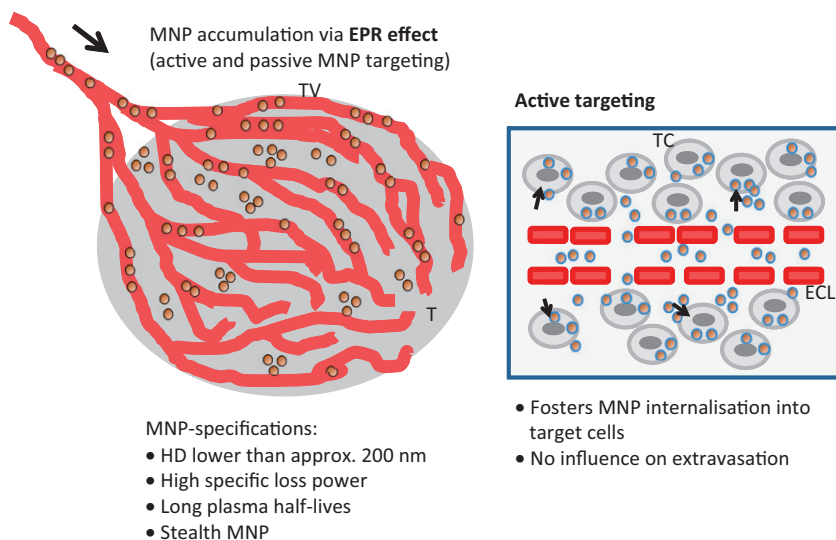 MNP accumulation via EPR effect
(active and passive MNP targeting)
TV
T
MNP-specifications:
• HD lower than approx. 200 nm
• High specific loss power
• Long plasma half-lives
• Stealth MNP
Active targeting
TC
ECL
• Fosters MNP internalisation into
target cells
• No influence on extravasation